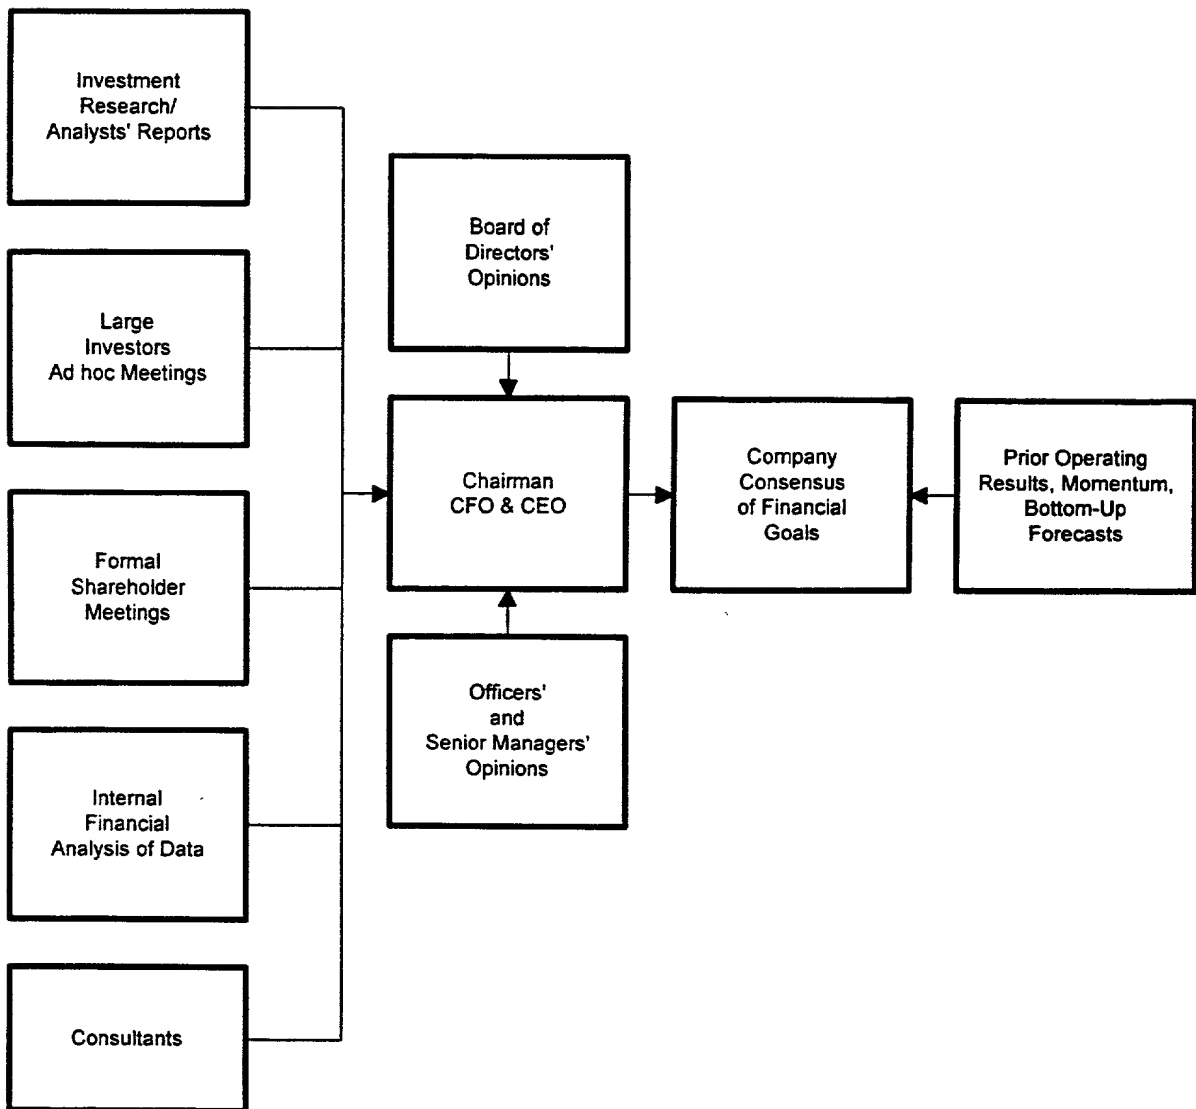 Investment
Research/
Analysts' Reports
Large
Investors
Ad hoc Meetings
Formal
Shareholder
Meetings
Internal
Financial
Analysis of Data
Consultants
Board of
Directors'
Opinions
Chairman
CFO & CEO
Officers'
and
Senior Managers'
Opinions
Company
Consensus
of Financial
Goals
Prior Operating
Results, Momentum,
Bottom-Up
Forecasts